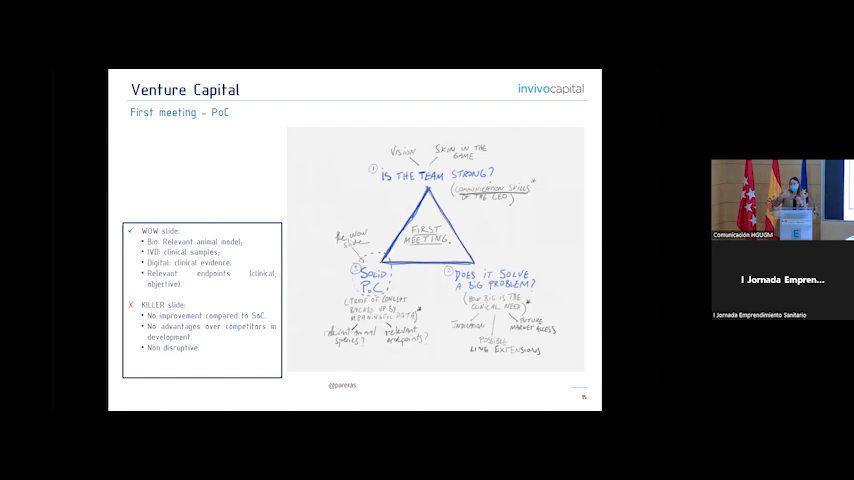 Venture Capital
invivocapital
First meeting - PoC
VISION
SKIN IN THE
GAME
1 IS THE TEAM STRONG?
(COMMUNICATION SKILLS*
OF THE CEO)
FIRST
MEETING.
the WOW
slide
3 SOLID
PoC
(PROOF OF CONCEPT
BACKED UP BY
MEANINGFUL DATA)*
relevant animal
species?
relevant
endpoints?
2 DOES IT SOLVE
A BIG PROBLEM?
(HOW BIG IS THE
CLINICAL NEED)*
INDICATION
FUTURE
MARKET ACCESS
POSSIBLE
LINE EXTENSIONS
✓ WOW slide:
• Bio: Relevant animal model;
• IVD: clinical samples;
• Digital: clinical evidence.
• Relevant endpoints (clinical;
objective).
✗ KILLER slide:
• No improvement compared to SoC.
• No advantages over competitors in
development.
• Non disruptive.
@pareras
15
Comunicación HGUGM
I Jornada Empren...
I Jornada Emprendimiento Sanitario